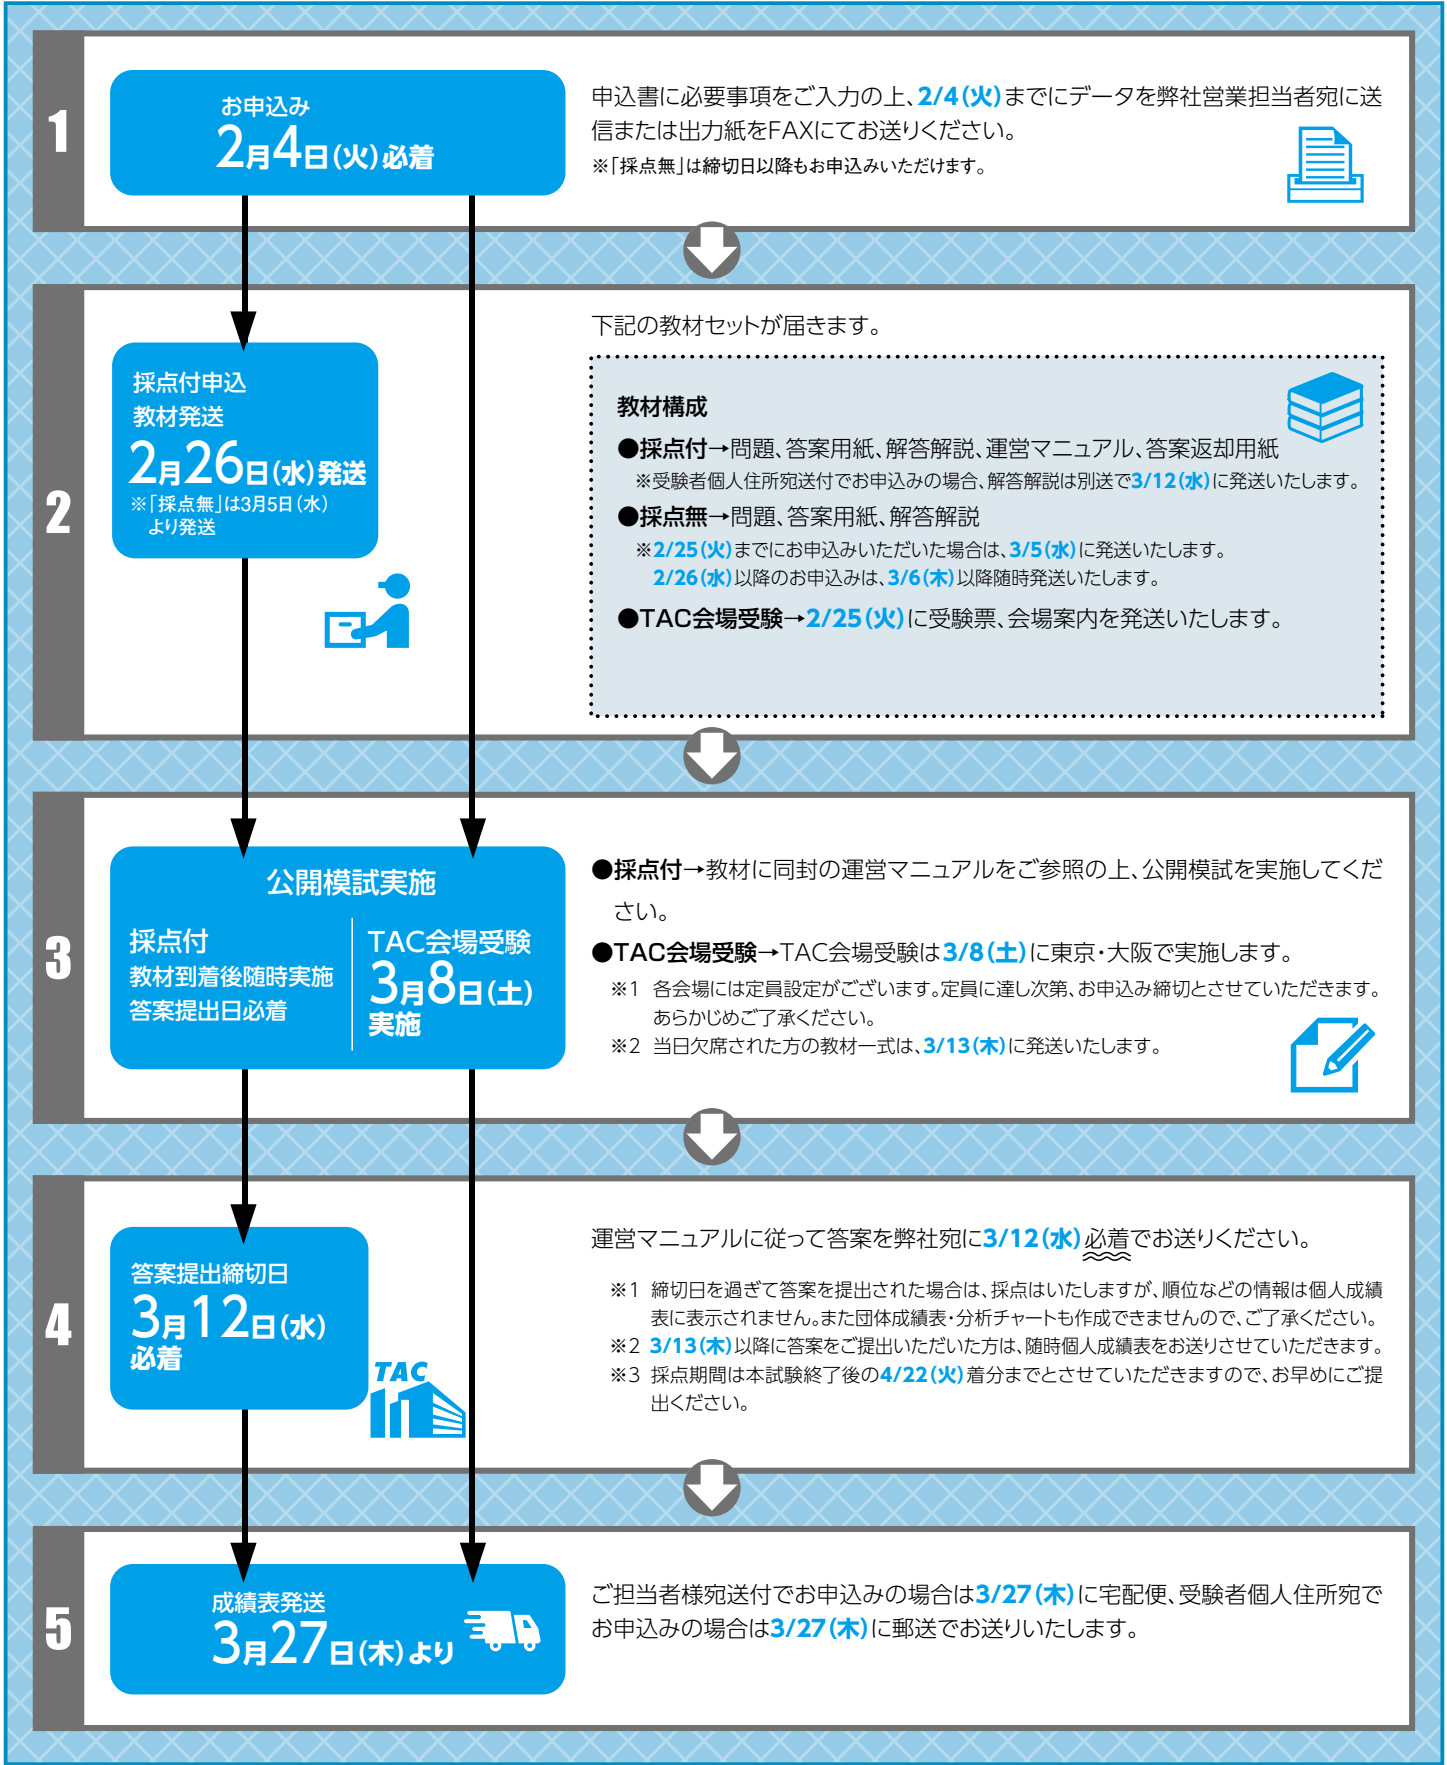 1
お申込み
2月4日(火)必着
申込書に必要事項をご入力の上、2/4(火)までにデータを弊社営業担当者宛に送
信または出力紙をFAXにてお送りください。
※「採点無」は締切日以降もお申込みいただけます。
2
採点付申込
教材発送
2月26日(水)発送
※「採点無」は3月5日(水)
より発送
下記の教材セットが届きます。
教材構成
●採点付→問題、答案用紙、解答解説、運営マニュアル、答案返却用紙
※受験者個人住所宛送付でお申込みの場合、解答解説は別送で3/12(水)に発送いたします。
●採点無→問題、答案用紙、解答解説
※2/25(火)までにお申込みいただいた場合は、3/5(水)に発送いたします。
2/26(水)以降のお申込みは、3/6(木)以降随時発送いたします。
●TAC会場受験→2/25(火)に受験票、会場案内を発送いたします。
3
公開模試実施
採点付
教材到着後随時実施
答案提出日必着
TAC会場受験
3月8日(土)
実施
●採点付→教材に同封の運営マニュアルをご参照の上、公開模試を実施してくだ
さい。
●TAC会場受験→TAC会場受験は3/8(土)に東京・大阪で実施します。
※1 各会場には定員設定がございます。定員に達し次第、お申込み締切とさせていただきます。
あらかじめご了承ください。
※2 当日欠席された方の教材一式は、3/13(木)に発送いたします。
4
答案提出締切日
3月12日(水)
必着
TAC
運営マニュアルに従って答案を弊社宛に3/12(水)必着でお送りください。
※1 締切日を過ぎて答案を提出された場合は、採点はいたしますが、順位などの情報は個人成績
表に表示されません。また団体成績表・分析チャートも作成できませんので、ご了承ください。
※2 3/13(木)以降に答案をご提出いただいた方は、随時個人成績表をお送りさせていただきます。
※3 採点期間は本試験終了後の4/22(火)着分までとさせていただきますので、お早めにご提
出ください。
5
成績表発送
3月27日(木)より
ご担当者様宛送付でお申込みの場合は3/27(木)に宅配便、受験者個人住所宛で
お申込みの場合は3/27(木)に郵送でお送りいたします。